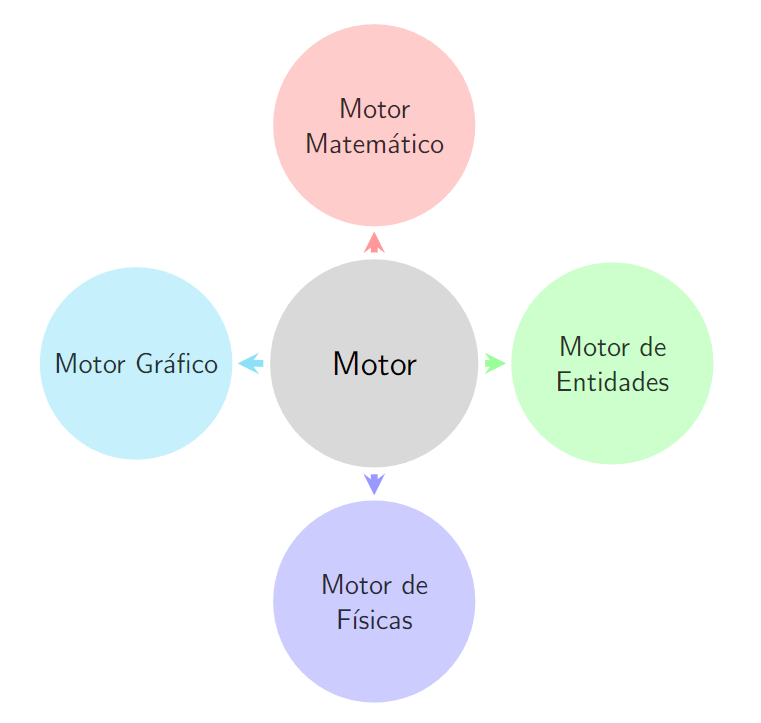 Motor
Matemático
Motor Gráfico
Motor
Motor de
Entidades
Motor de
Físicas